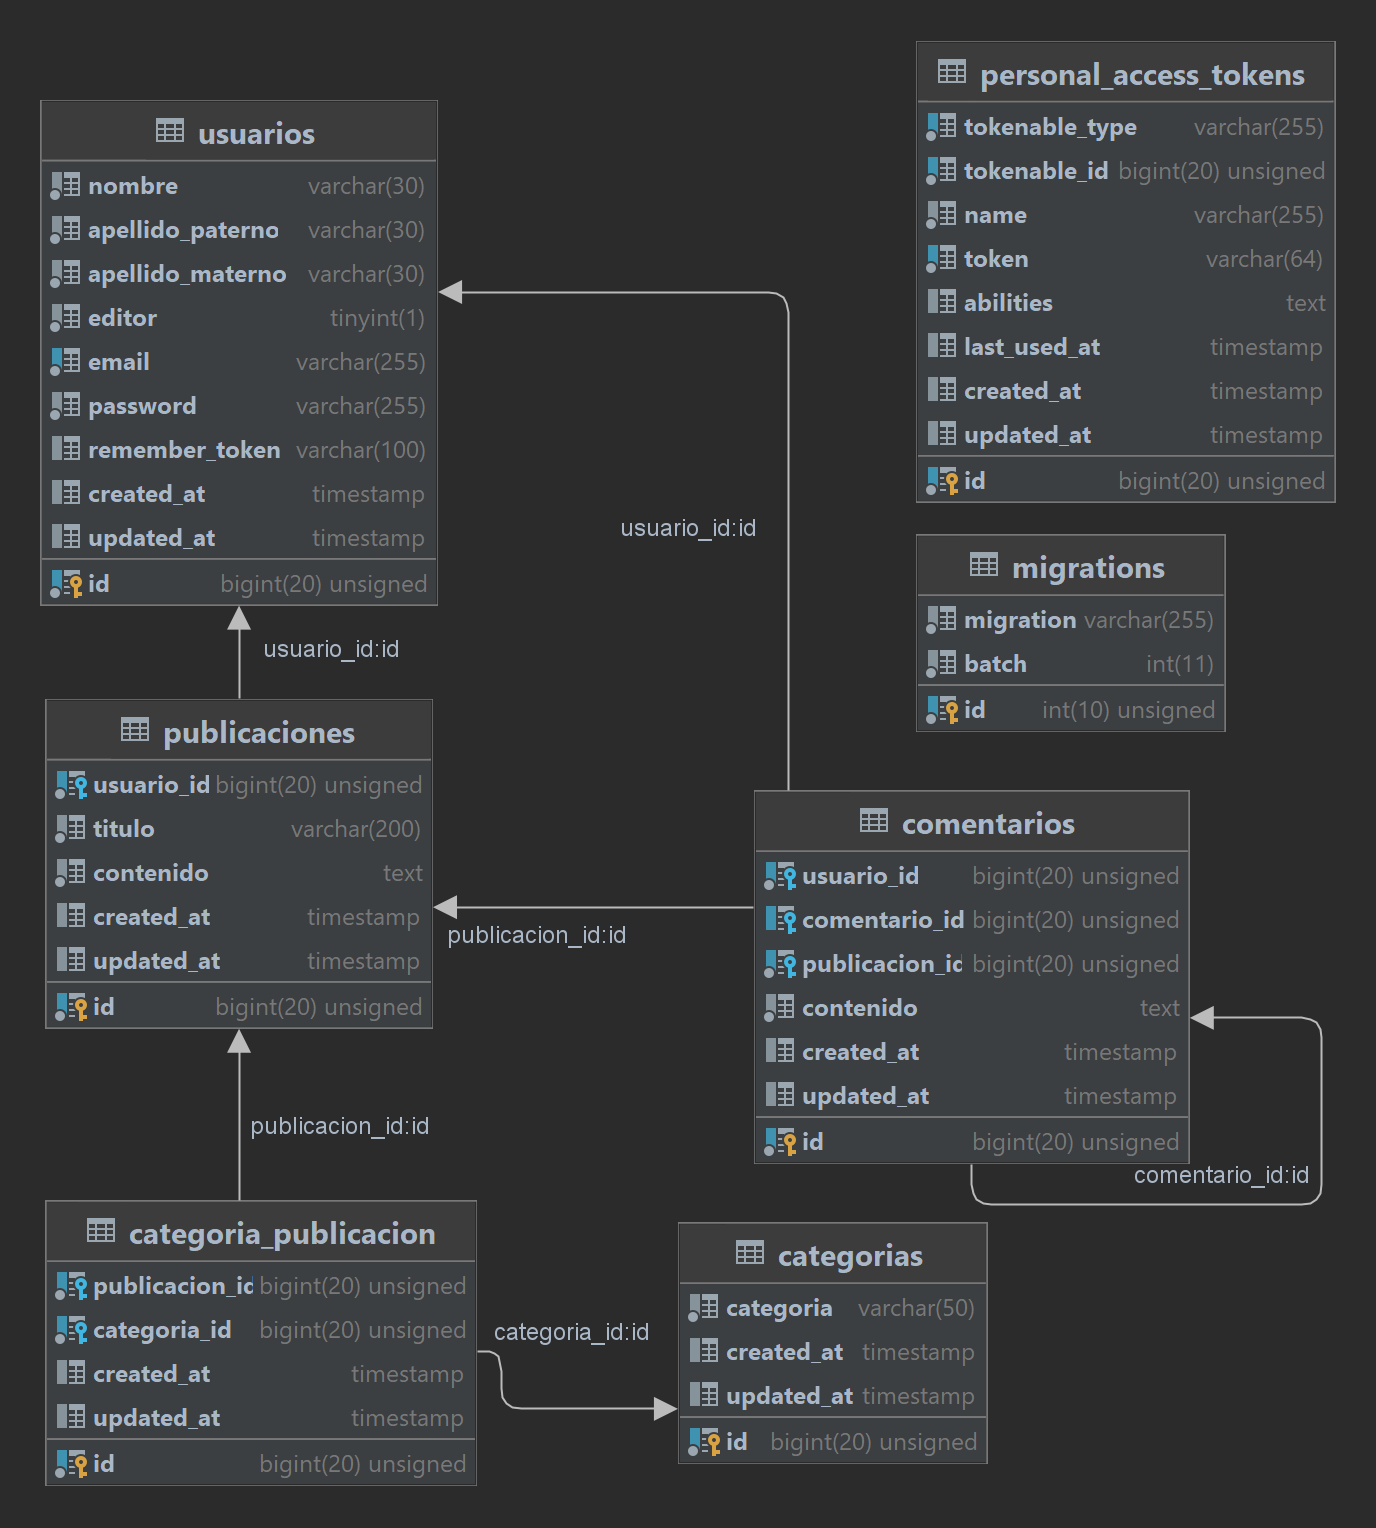 usuarios
nombre varchar(30)
apellido_paterno varchar(30)
apellido_materno varchar(30)
editor tinyint(1)
email varchar(255)
password varchar(255)
remember_token varchar(100)
created_at timestamp
updated_at timestamp
id bigint(20) unsigned
personal_access_tokens
tokenable_type varchar(255)
tokenable_id bigint(20) unsigned
name varchar(255)
token varchar(64)
abilities text
last_used_at timestamp
created_at timestamp
updated_at timestamp
id bigint(20) unsigned
usuario_id:id
migrations
migration varchar(255)
batch int(11)
id int(10) unsigned
usuario_id:id
publicaciones
usuario_id bigint(20) unsigned
titulo varchar(200)
contenido text
created_at timestamp
updated_at timestamp
id bigint(20) unsigned
publicacion_id:id
comentarios
usuario_id bigint(20) unsigned
comentario_id bigint(20) unsigned
publicacion_id bigint(20) unsigned
contenido text
created_at timestamp
updated_at timestamp
id bigint(20) unsigned
comentario_id:id
publicacion_id:id
categoria_publicacion
publicacion_id bigint(20) unsigned
categoria_id bigint(20) unsigned
created_at timestamp
updated_at timestamp
id bigint(20) unsigned
categoria_id:id
categorias
categoria varchar(50)
created_at timestamp
updated_at timestamp
id bigint(20) unsigned